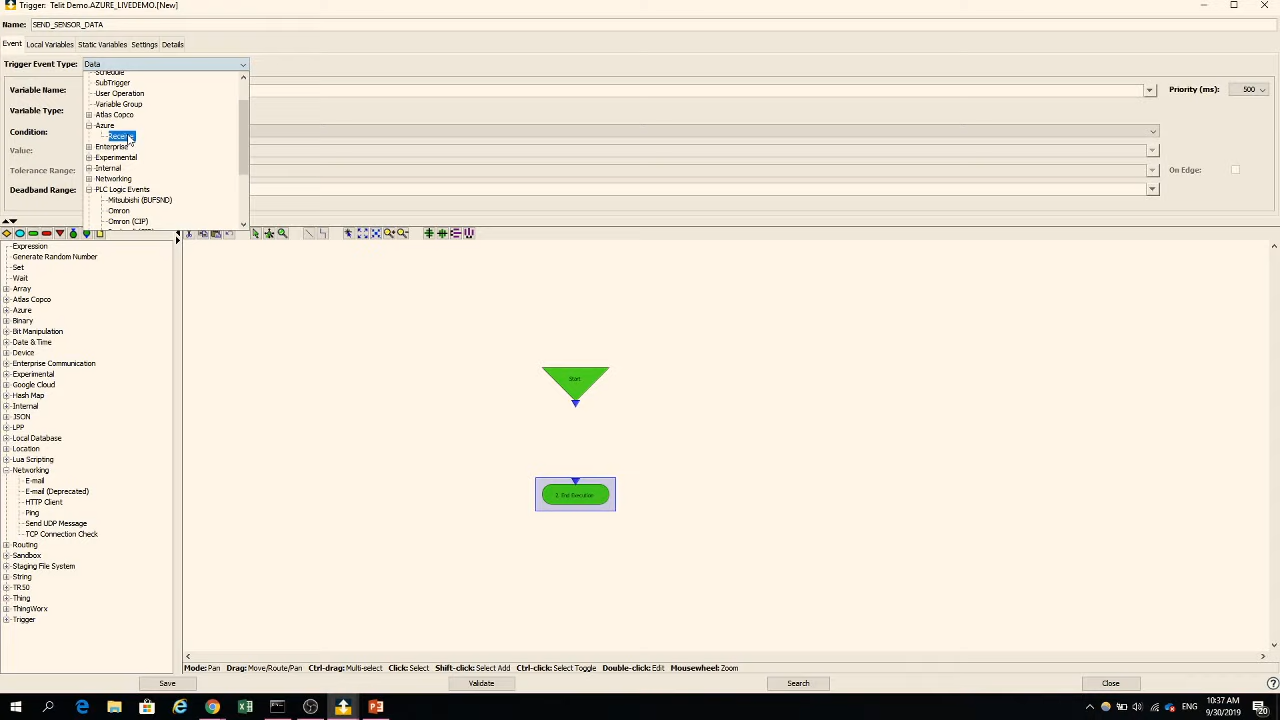 Trigger: Telit Demo.AZURE_LIVEDEMO.[New]
Name: SEND_SENSOR_DATA
Event Local Variables Static Variables Settings Details
Trigger Event Type: Data
Schedule
SubTrigger
User Operation
Variable Group
Atlas Copco
Azure
Receive
Enterprise
Experimental
Internal
Networking
PLC Logic Events
Mitsubishi (BUFSND)
Omron
Omron (CIP)
Variable Name:
Priority (ms): 500
Variable Type:
Condition:
Value:
Tolerance Range:
On Edge:
Deadband Range:
Expression
Generate Random Number
Set
Wait
Array
Atlas Copco
Azure
Binary
Bit Manipulation
Date & Time
Device
Enterprise Communication
Experimental
Google Cloud
Hash Map
Internal
JSON
LPP
Local Database
Location
Lua Scripting
Networking
E-mail
E-mail (Deprecated)
HTTP Client
Ping
Send UDP Message
TCP Connection Check
Routing
Sandbox
Staging File System
String
TR50
Thing
ThingWorx
Trigger
Start
End Execution
Mode: Pan Drag: Move/Route/Pan Ctrl-drag: Multi-select Click: Select Shift-click: Select Add Ctrl-click: Select Toggle Double-click: Edit Mousewheel: Zoom
Save Validate Search Close
ENG
10:37 AM
9/30/2019
20